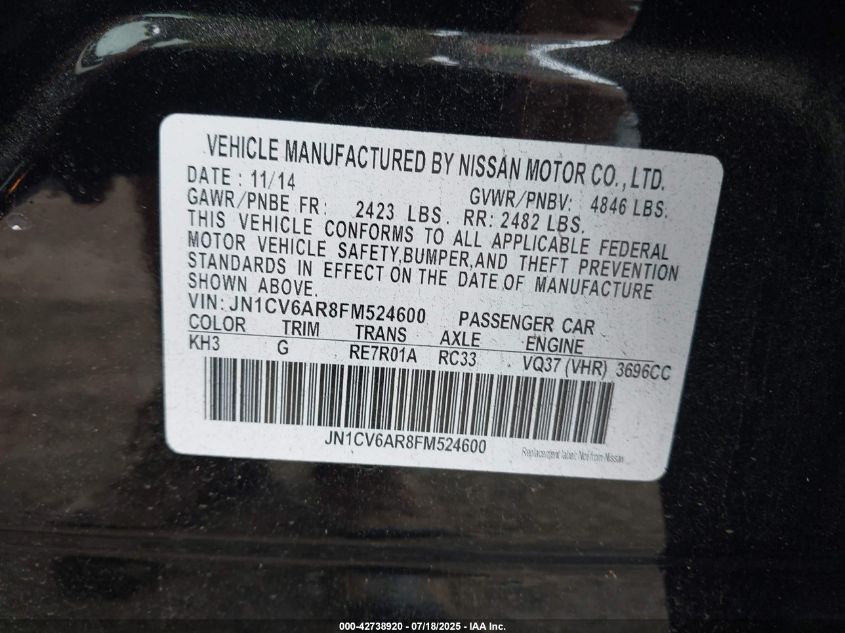 VEHICLE MANUFACTURED BY NISSAN MOTOR CO., LTD.
DATE : 11/14 GVWR/PNBV: 4846 LBS.
GAWR/PNBE FR: 2423 LBS. RR: 2482 LBS.
THIS VEHICLE CONFORMS TO ALL APPLICABLE FEDERAL
MOTOR VEHICLE SAFETY,BUMPER,AND THEFT PREVENTION
STANDARDS IN EFFECT ON THE DATE OF MANUFACTURE
SHOWN ABOVE.
VIN: JN1CV6AR8FM524600 PASSENGER CAR
COLOR TRIM TRANS AXLE ENGINE
KH3 G RE7R01A RC33 VQ37 (VHR) 3696CC
JN1CV6AR8FM524600
Replacement label: Not from Nissan
000-42738920 / 07/18/2025 - IAA Inc.